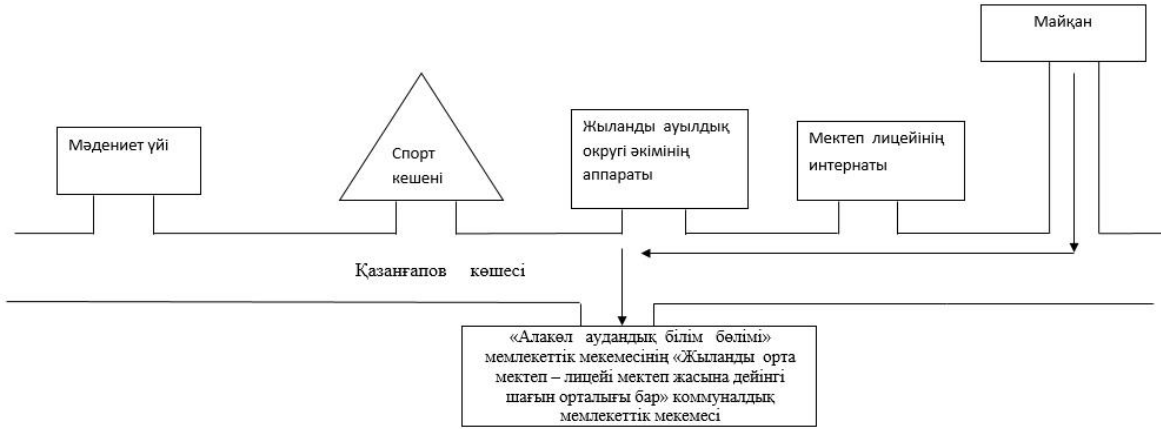 Майқан
Мәдениет үйі
Спорт
кешені
Жыланды ауылдық
округі әкімінің
аппараты
Мектеп лицейінің
интернаты
Қазанғапов көшесі
«Алакөл аудандық білім бөлімі»
мемлекеттік мекемесінің «Жыланды орта
мектеп – лицейі мектеп жасына дейінгі
шағын орталығы бар» коммуналдық
мемлекеттік мекемесі